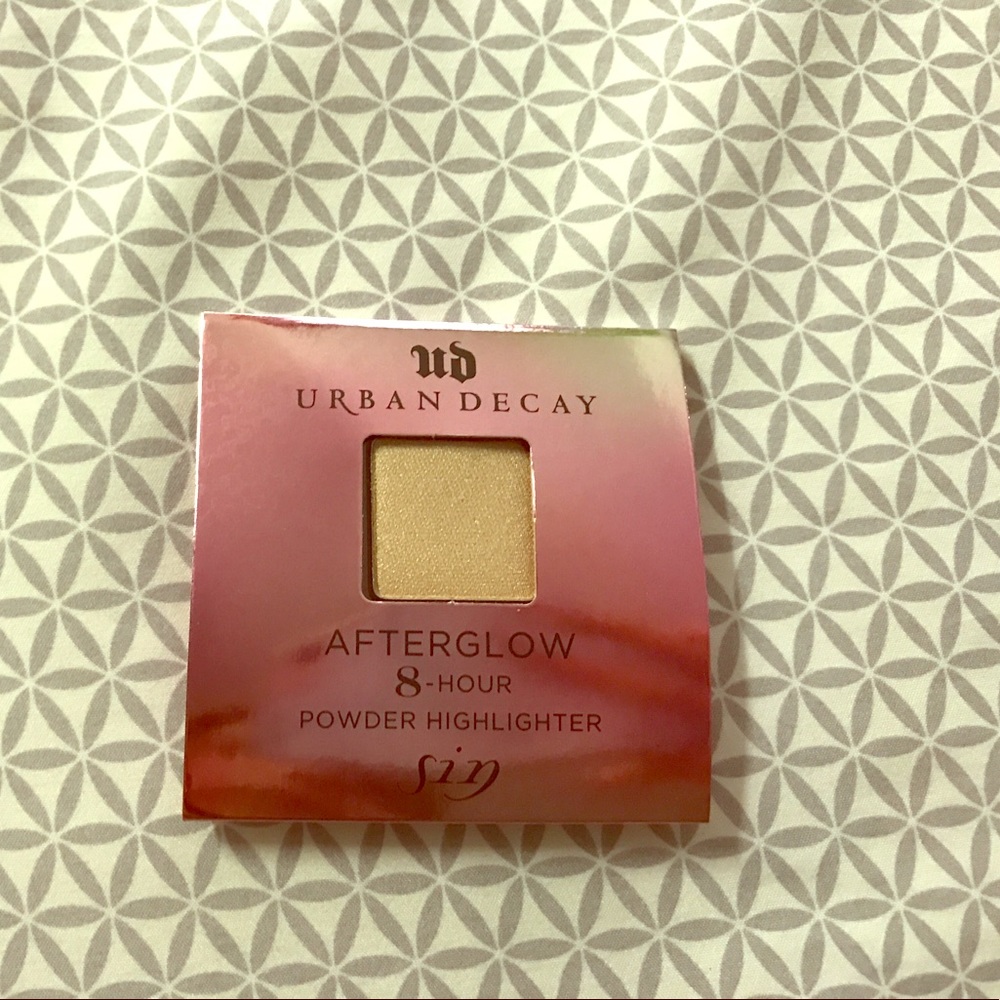 UD
URBAN DECAY
AFTERGLOW
8-HOUR
POWDER HIGHLIGHTER
sin